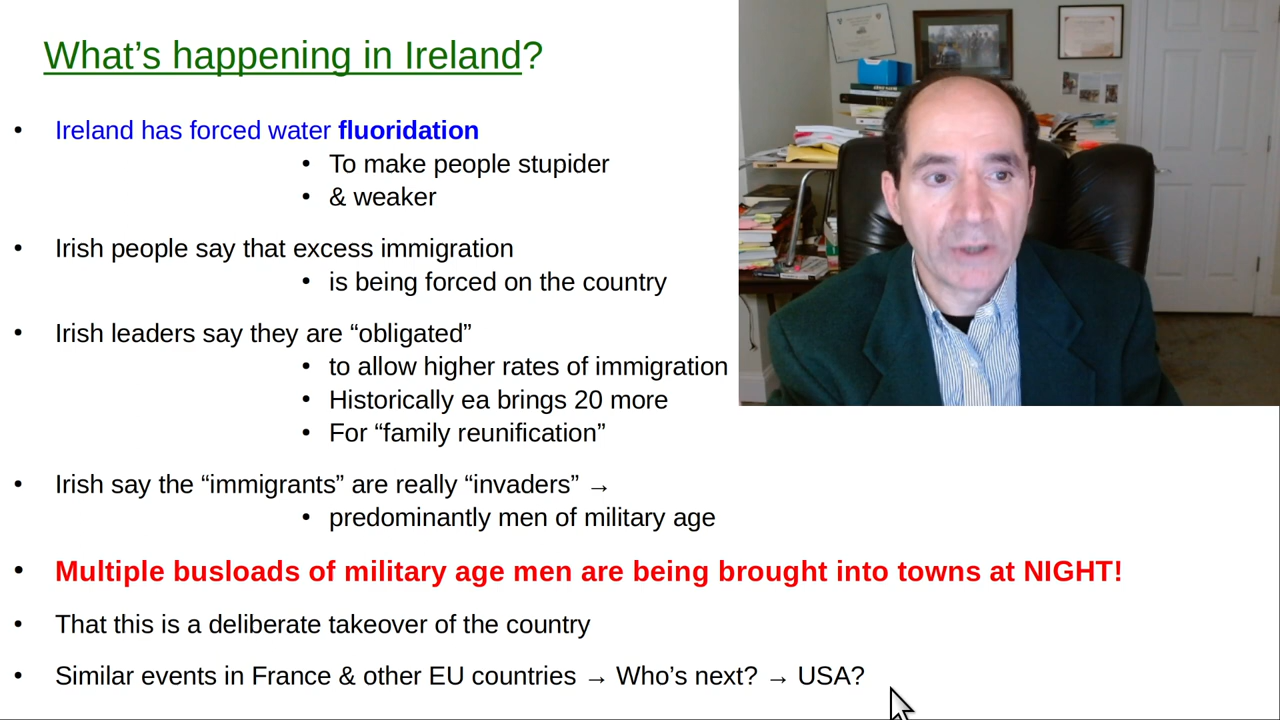 What's happening in Ireland?
• Ireland has forced water fluoridation
• To make people stupider
• & weaker
• Irish people say that excess immigration
• is being forced on the country
• Irish leaders say they are “obligated”
• to allow higher rates of immigration
• Historically ea brings 20 more
• For “family reunification”
• Irish say the “immigrants” are really “invaders” →
• predominantly men of military age
• Multiple busloads of military age men are being brought into towns at NIGHT!
• That this is a deliberate takeover of the country
• Similar events in France & other EU countries → Who's next? → USA?